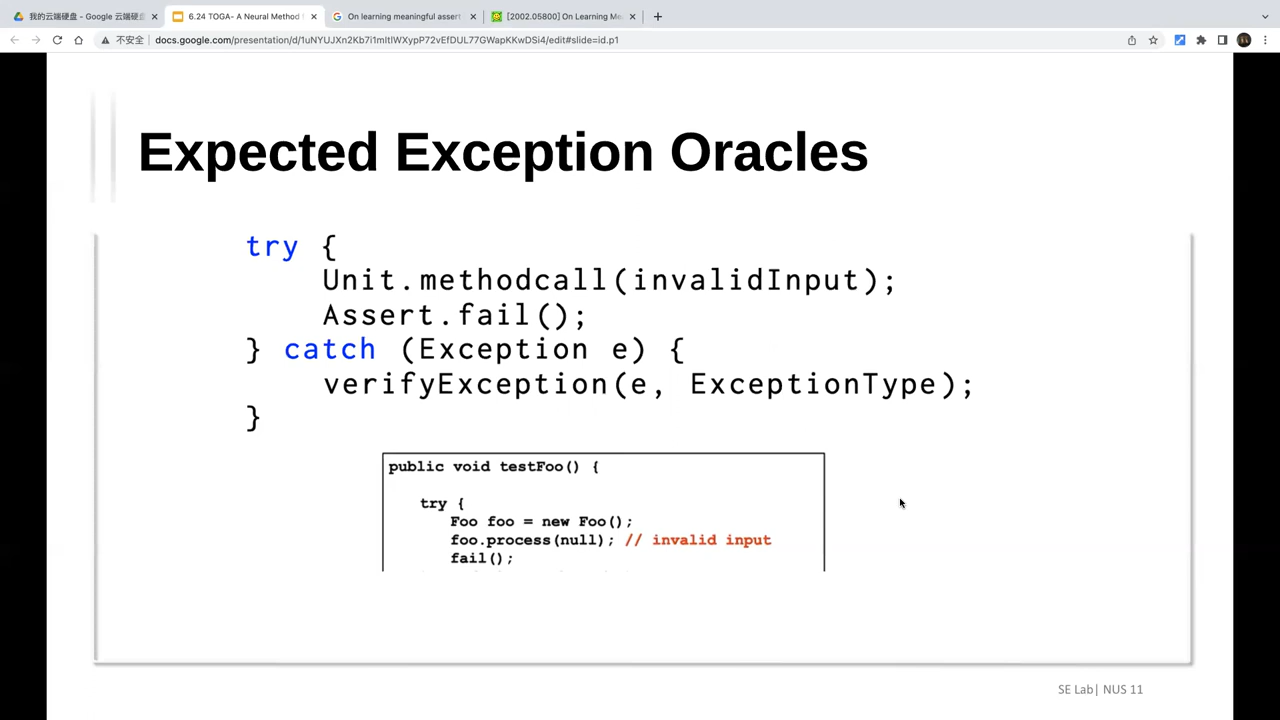 我的云端硬盘 - Google 云端硬盘
6.24 TOGA- A Neural Method
On learning meaningful assert
[2002.05800] On Learning Me
不安全
docs.google.com/presentation/d/1uNYUJXn2Kb7i1mItIWXypP72vEfDUL77GWapKKwDSi4/edit#slide=id.p1
Expected Exception Oracles
try {
Unit.methodcall(invalidInput);
Assert.fail();
} catch (Exception e) {
verifyException(e, ExceptionType);
}
public void testFoo() {
try {
Foo foo = new Foo();
foo.process(null); // invalid input
fail();
SE Lab| NUS 11